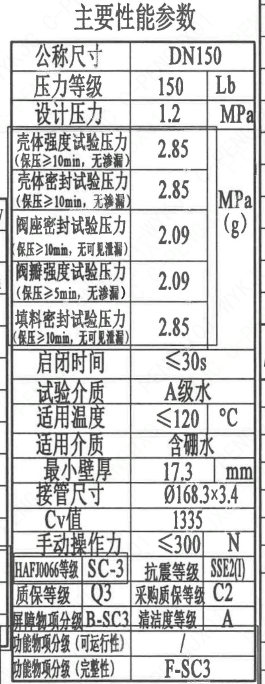 主要性能参数
公称尺寸 DN150
压力等级 150 Lb
设计压力 1.2 MPa
壳体强度试验压力 2.85
(保压≥10min, 无渗漏)
壳体密封试验压力 2.85
(保压≥10min, 无渗漏)
MPa
(g)
阀座密封试验压力 2.09
(保压≥10min, 无可见泄漏)
阀瓣强度试验压力 2.09
(保压≥5min, 无渗漏)
填料密封试验压力 2.85
(保压≥10min, 无可见泄漏)
启闭时间 ≤30s
试验介质 A级水
适用温度 ≤120 °C
适用介质 含硼水
最小壁厚 17.3 mm
接管尺寸 Ø168.3×3.4
Cv值 1335
手动操作力 ≤300 N
HAFJ0066等级 SC-3 抗震等级 SSE2(I)
质保等级 Q3 采购质保等级 C2
屏障物项分级 B-SC3 清洁度等级 A
功能物项分级 (可运行性) /
功能物项分级 (完整性) F-SC3